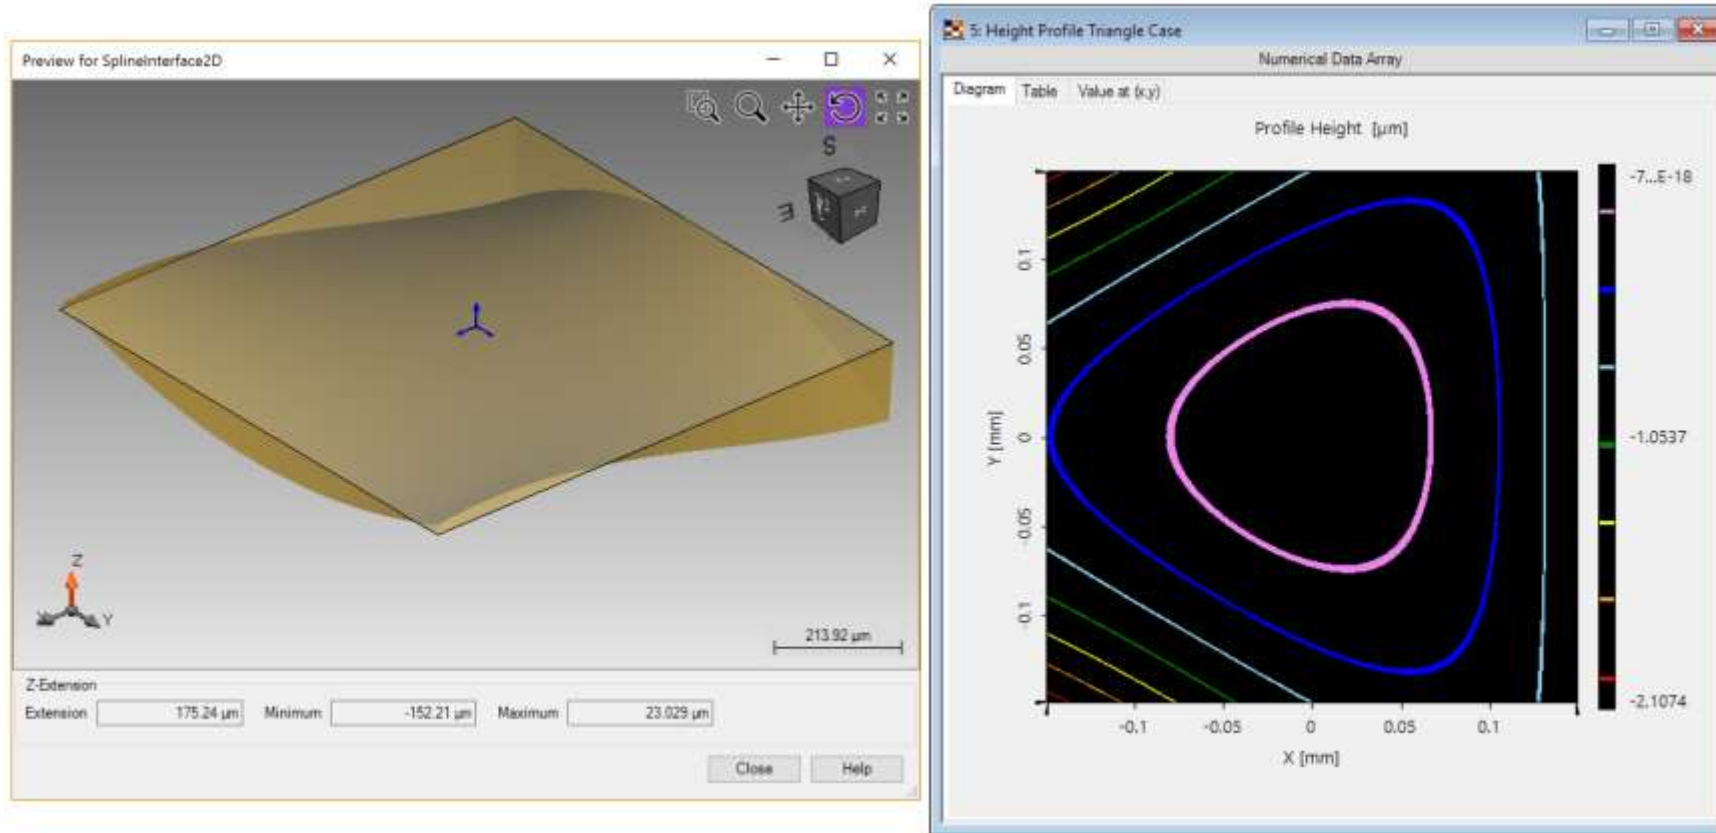 Preview for SplineInterface2D
S
E
Z
Y
213.92 µm
Z-Extension
Extension 175.24 µm Minimum -152.21 µm Maximum 23.029 µm
Close Help
5: Height Profile Triangle Case
Numerical Data Array
Diagram Table Value at (x,y)
Profile Height [µm]
-7...E-18
-1.0537
-2.1074
Y [mm]
0.1
0.05
0
-0.05
-0.1
-0.1 -0.05 0 0.05 0.1
X [mm]